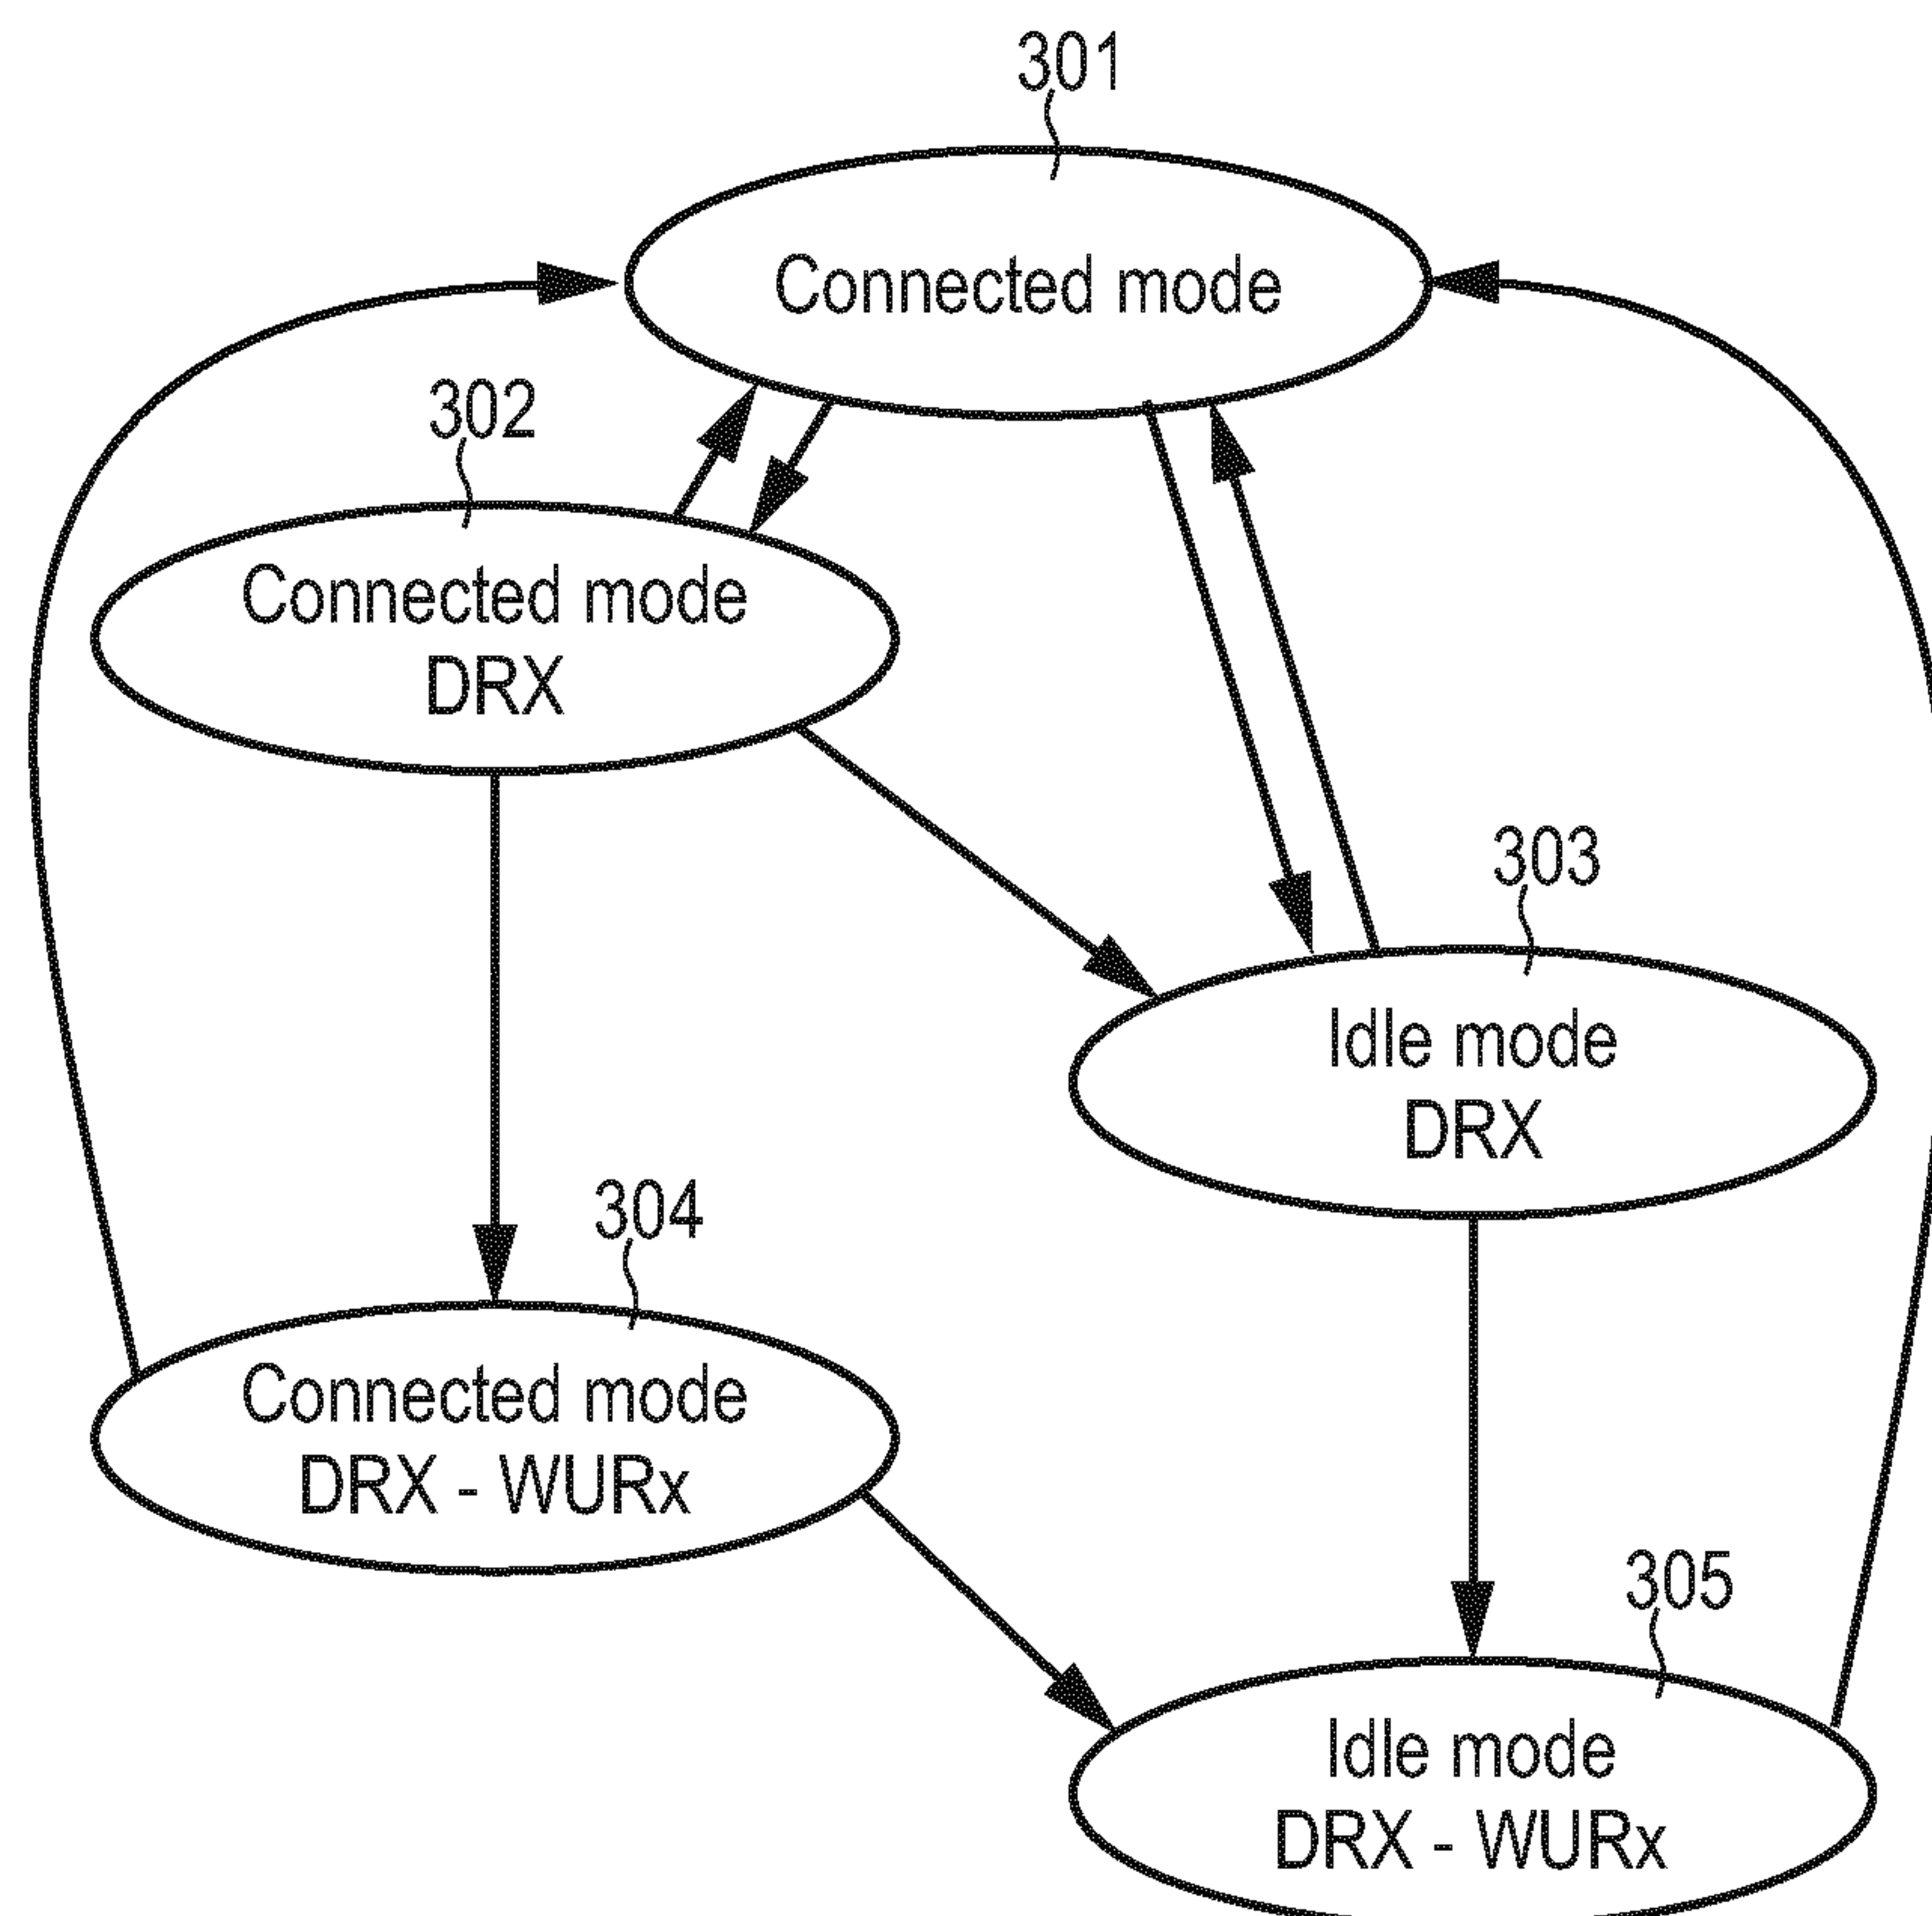 301
Connected mode
302
Connected mode
DRX
303
Idle mode
DRX
304
Connected mode
DRX - WURx
305
Idle mode
DRX - WURx